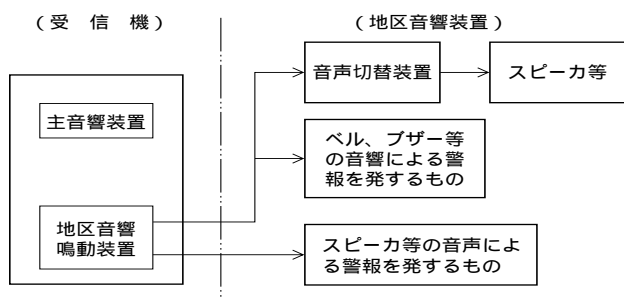 (受信機)
(地区音響装置)
音声切替装置
スピーカ等
主音響装置
ベル、ブザー等
の音響による警
報を発するもの
地区音響
鳴動装置
スピーカ等の音声によ
る警報を発するもの